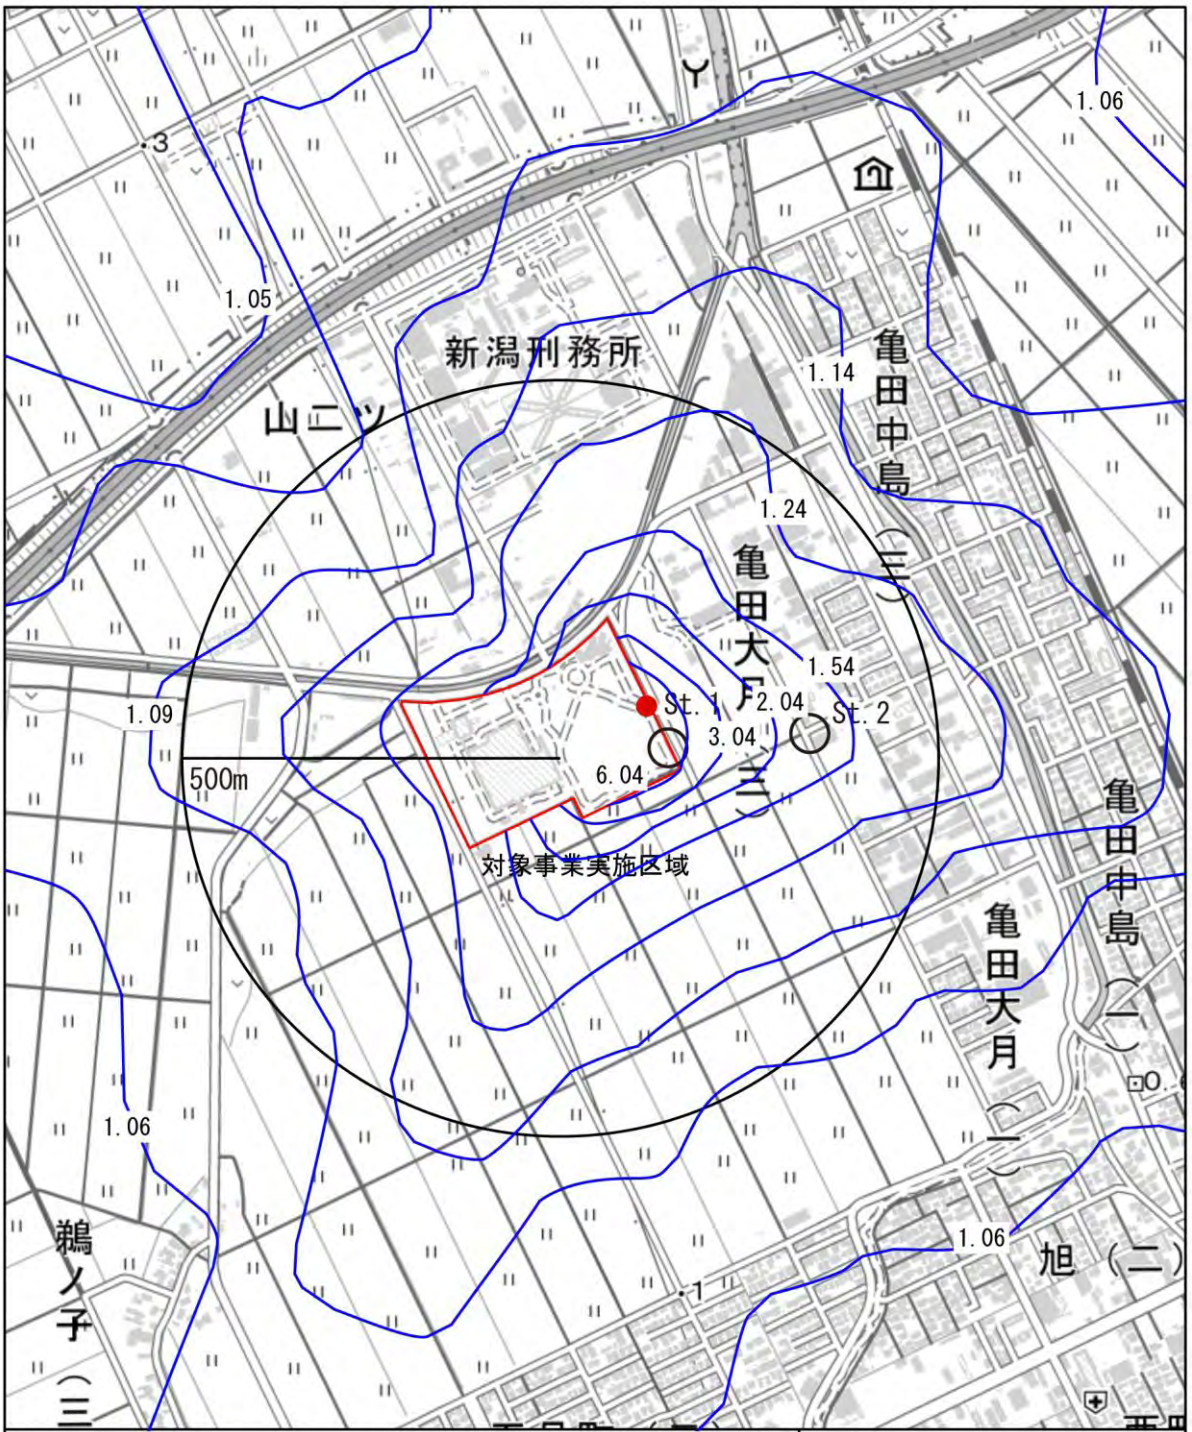 1.06
3
1.05
新潟刑務所
1.14
亀田中島（三）
山二ツ
1.24
亀田大月（三）
1.54
2.04
St. 1
St. 2
1.09
3.04
6.04
500m
対象事業実施区域
亀田中島（一）
亀田大月（一）
1.06
鵜ノ子（三
1.06
旭（二）
1